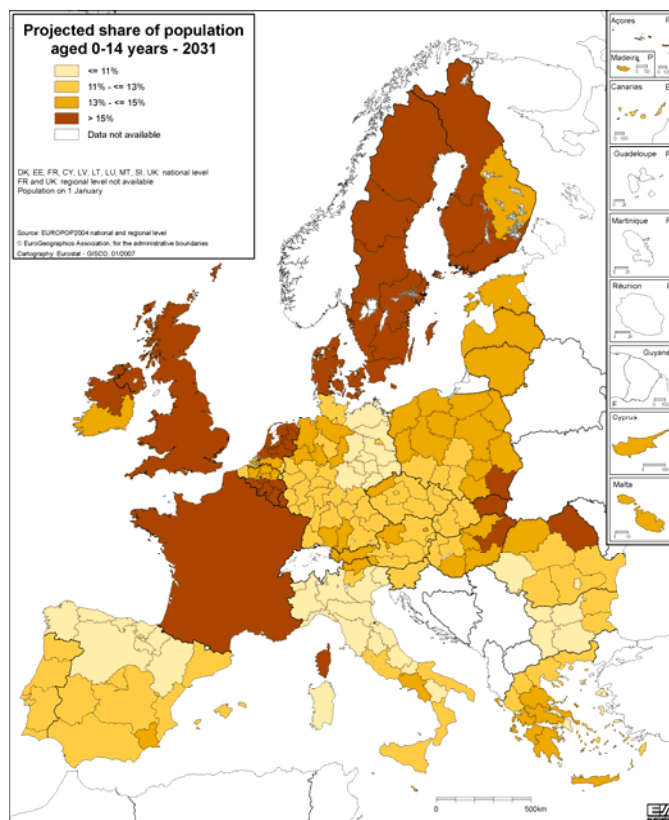 Projected share of population
aged 0-14 years - 2031
<= 11%
11% - <= 13%
13% - <= 15%
> 15%
Data not available
DK, EE, FR, CY, LV, LT, LU, MT, SI, UK: national level
FR and UK: regional level not available
Population on 1 January
Source: EUROPOP2004 national and regional level
© EuroGeographics Association, for the administrative boundaries
Cartography: Eurostat - GISCO, 01/2007
Açores
Madeira P
Canarias
Guadeloupe
Martinique
Réunion
Guyane
F
Cyprus
Malta
0 500km